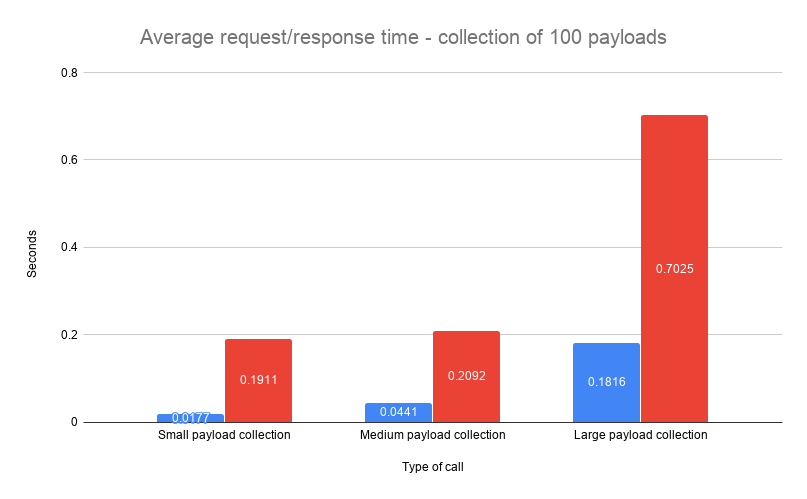 Average request/response time - collection of 100 payloads
0.8
0.6
0.4
0.2
0
Seconds
0.0177
0.1911
0.0441
0.2092
0.1816
0.7025
Small payload collection
Medium payload collection
Large payload collection
Type of call